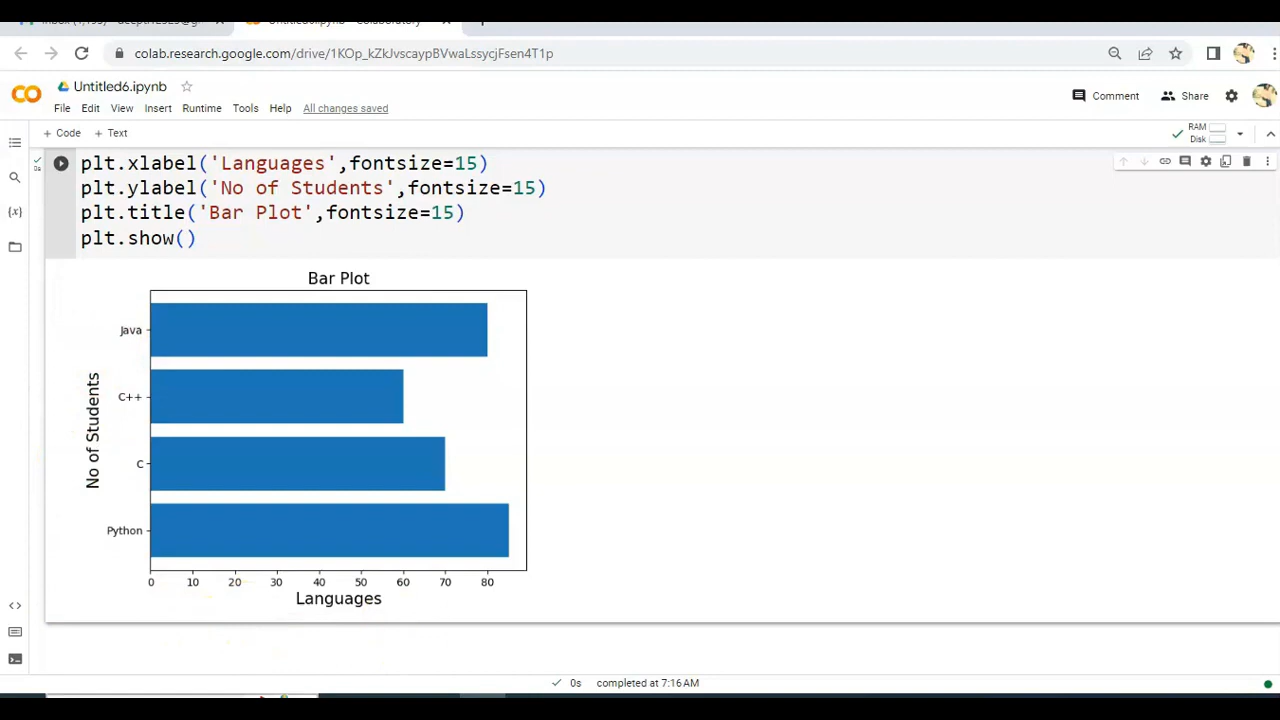 colab.research.google.com/drive/1KOp_kZkJvscaypBVwaLssycjFsen4T1p
Untitled6.ipynb
File Edit View Insert Runtime Tools Help All changes saved
Comment Share
+ Code + Text
RAM
Disk
{x}
0s
plt.xlabel('Languages',fontsize=15)
plt.ylabel('No of Students',fontsize=15)
plt.title('Bar Plot',fontsize=15)
plt.show()
Bar Plot
Java
C++
C
Python
No of Students
0 10 20 30 40 50 60 70 80
Languages
0s completed at 7:16 AM